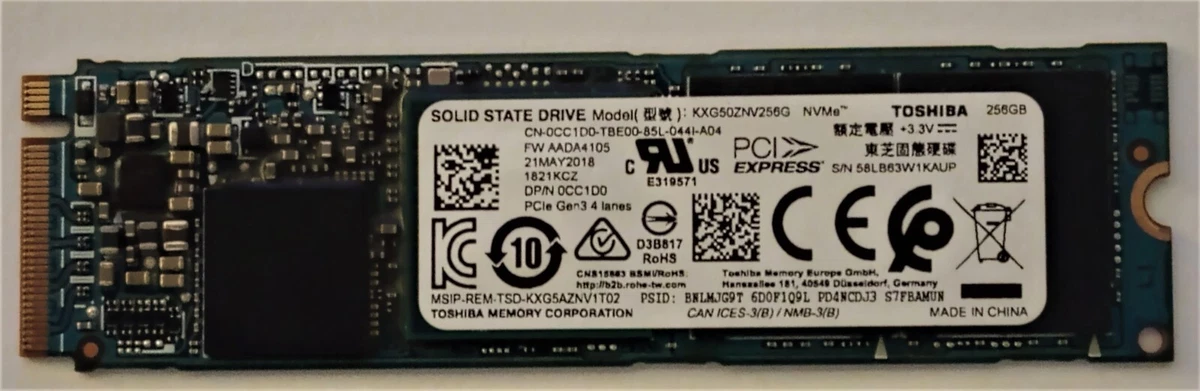 SOLID STATE DRIVE Model(型號): KXG50ZNV256G NVMe™ TOSHIBA 256GB
CN-0CC1D0-TBE00-85L-044I-A04
FW AADA4105
21MAY2018
1821KCZ
DP/N 0CC1D0
PCIe Gen3 4 lanes
C RU US
E319571
PCI EXPRESS
額定電壓 +3.3V
東芝固態硬碟
S/N 58LB63W1KAUP
10
D3B817
RoHS
CE
CNS15663 BSMI/RoHS:
http://b2b.rohs-tw.com
Toshiba Memory Europe GmbH,
Hansaallee 181, 40549 Düsseldorf, Germany
MSIP-REM-TSD-KXG5AZNV1T02
PSID: BNLMJG9T 6D0F1Q9L PD4NCDJ3 S7FBAMUN
TOSHIBA MEMORY CORPORATION
CAN ICES-3(B) / NMB-3(B)
MADE IN CHINA